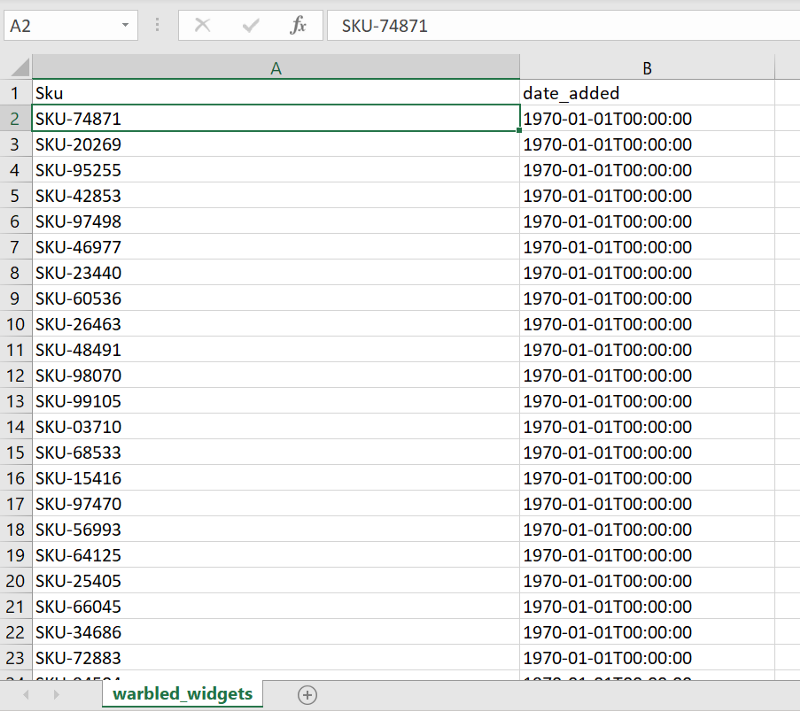 A2 fx SKU-74871
A B
1 Sku date_added
2 SKU-74871 1970-01-01T00:00:00
3 SKU-20269 1970-01-01T00:00:00
4 SKU-95255 1970-01-01T00:00:00
5 SKU-42853 1970-01-01T00:00:00
6 SKU-97498 1970-01-01T00:00:00
7 SKU-46977 1970-01-01T00:00:00
8 SKU-23440 1970-01-01T00:00:00
9 SKU-60536 1970-01-01T00:00:00
10 SKU-26463 1970-01-01T00:00:00
11 SKU-48491 1970-01-01T00:00:00
12 SKU-98070 1970-01-01T00:00:00
13 SKU-99105 1970-01-01T00:00:00
14 SKU-03710 1970-01-01T00:00:00
15 SKU-68533 1970-01-01T00:00:00
16 SKU-15416 1970-01-01T00:00:00
17 SKU-97470 1970-01-01T00:00:00
18 SKU-56993 1970-01-01T00:00:00
19 SKU-64125 1970-01-01T00:00:00
20 SKU-25405 1970-01-01T00:00:00
21 SKU-66045 1970-01-01T00:00:00
22 SKU-34686 1970-01-01T00:00:00
23 SKU-72883 1970-01-01T00:00:00
warbled_widgets